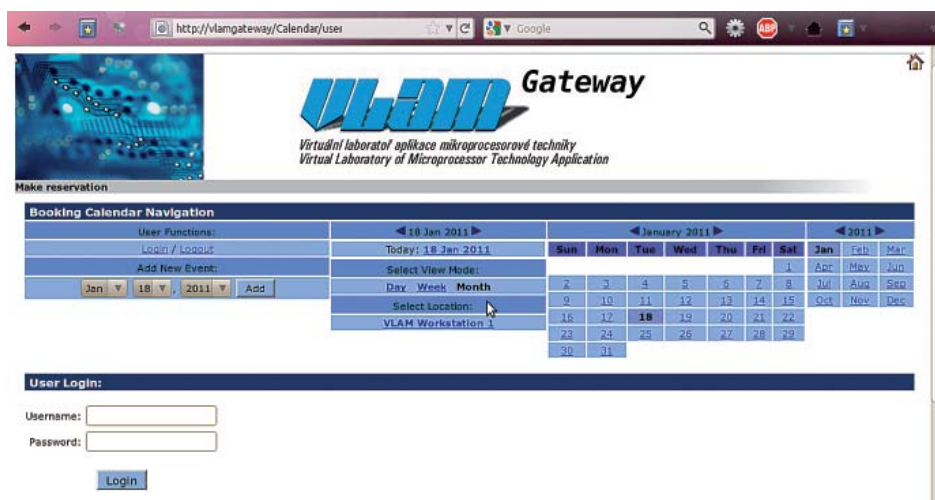 http://vlamgateway/Calendar/user
Google
ABP
VLAM Gateway
Virtuální laboratoř aplikace mikroprocesorové techniky
Virtual Laboratory of Microprocessor Technology Application
Make reservation
Booking Calendar Navigation
User Functions: 18 Jan 2011 January 2011 2011
Login / Logout Today: 18 Jan 2011 Sun Mon Tue Wed Thu Fri Sat Jan Feb Mar
Add New Event: Select View Mode: 1 Apr May Jun
Jan 18 , 2011 Add Day Week Month 2 3 4 5 6 7 8 Jul Aug Sep
Select Location: 9 10 11 12 13 14 15 Oct Nov Dec
VLAM Workstation 1 16 17 18 19 20 21 22
23 24 25 26 27 28 29
30 31
User Login:
Username:
Password:
Login